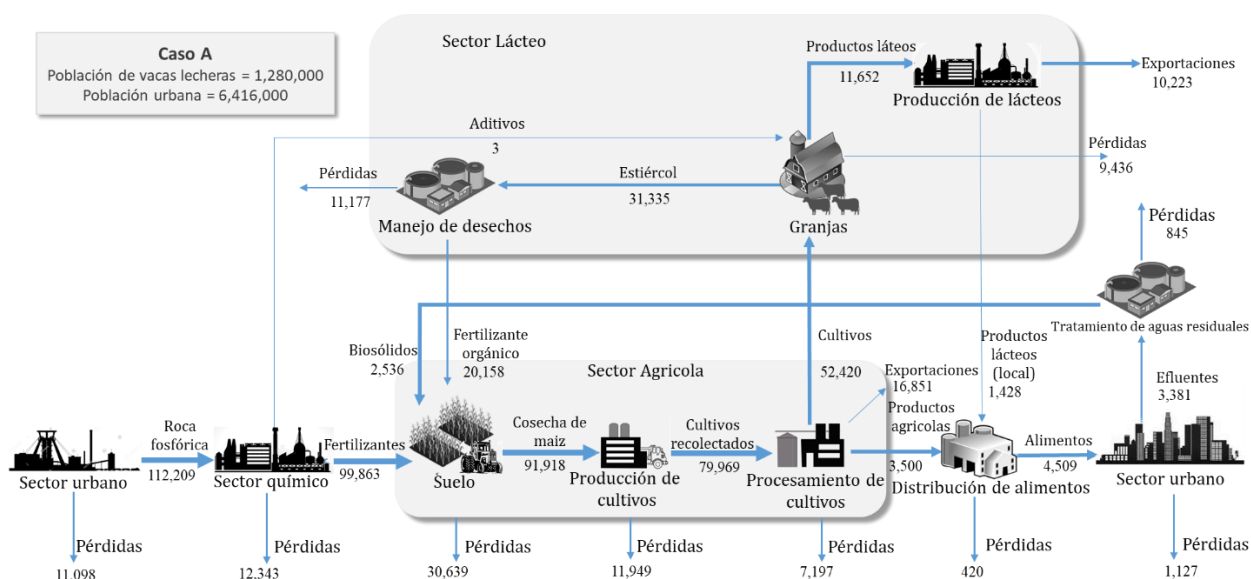 Caso A
Población de vacas lecheras = 1,280,000
Población urbana = 6,416,000
Sector Lácteo
Productos láteos
11,652
Exportaciones
10,223
Producción de lácteos
Aditivos
3
Pérdidas
9,436
Pérdidas
11,177
Estiércol
31,335
Manejo de desechos
Granjas
Pérdidas
845
Tratamiento de aguas residuales
Biosólidos
2,536
Fertilizante
orgánico
20,158
Cultivos
52,420
Productos
lácteos
(local)
1,428
Efluentes
3,381
Sector Agricola
Exportaciones
16,851
Roca
fosfórica
112,209
Fertilizantes
99,863
Cosecha de
maiz
91,918
Cultivos
recolectados
79,969
Productos
agricolas
3,500
Alimentos
4,509
Sector urbano
Sector químico
Suelo
Producción de
cultivos
Procesamiento de
cultivos
Distribución de alimentos
Sector urbano
Pérdidas
11,098
Pérdidas
12,343
Pérdidas
30,639
Pérdidas
11,949
Pérdidas
7,197
Pérdidas
420
Pérdidas
1,127